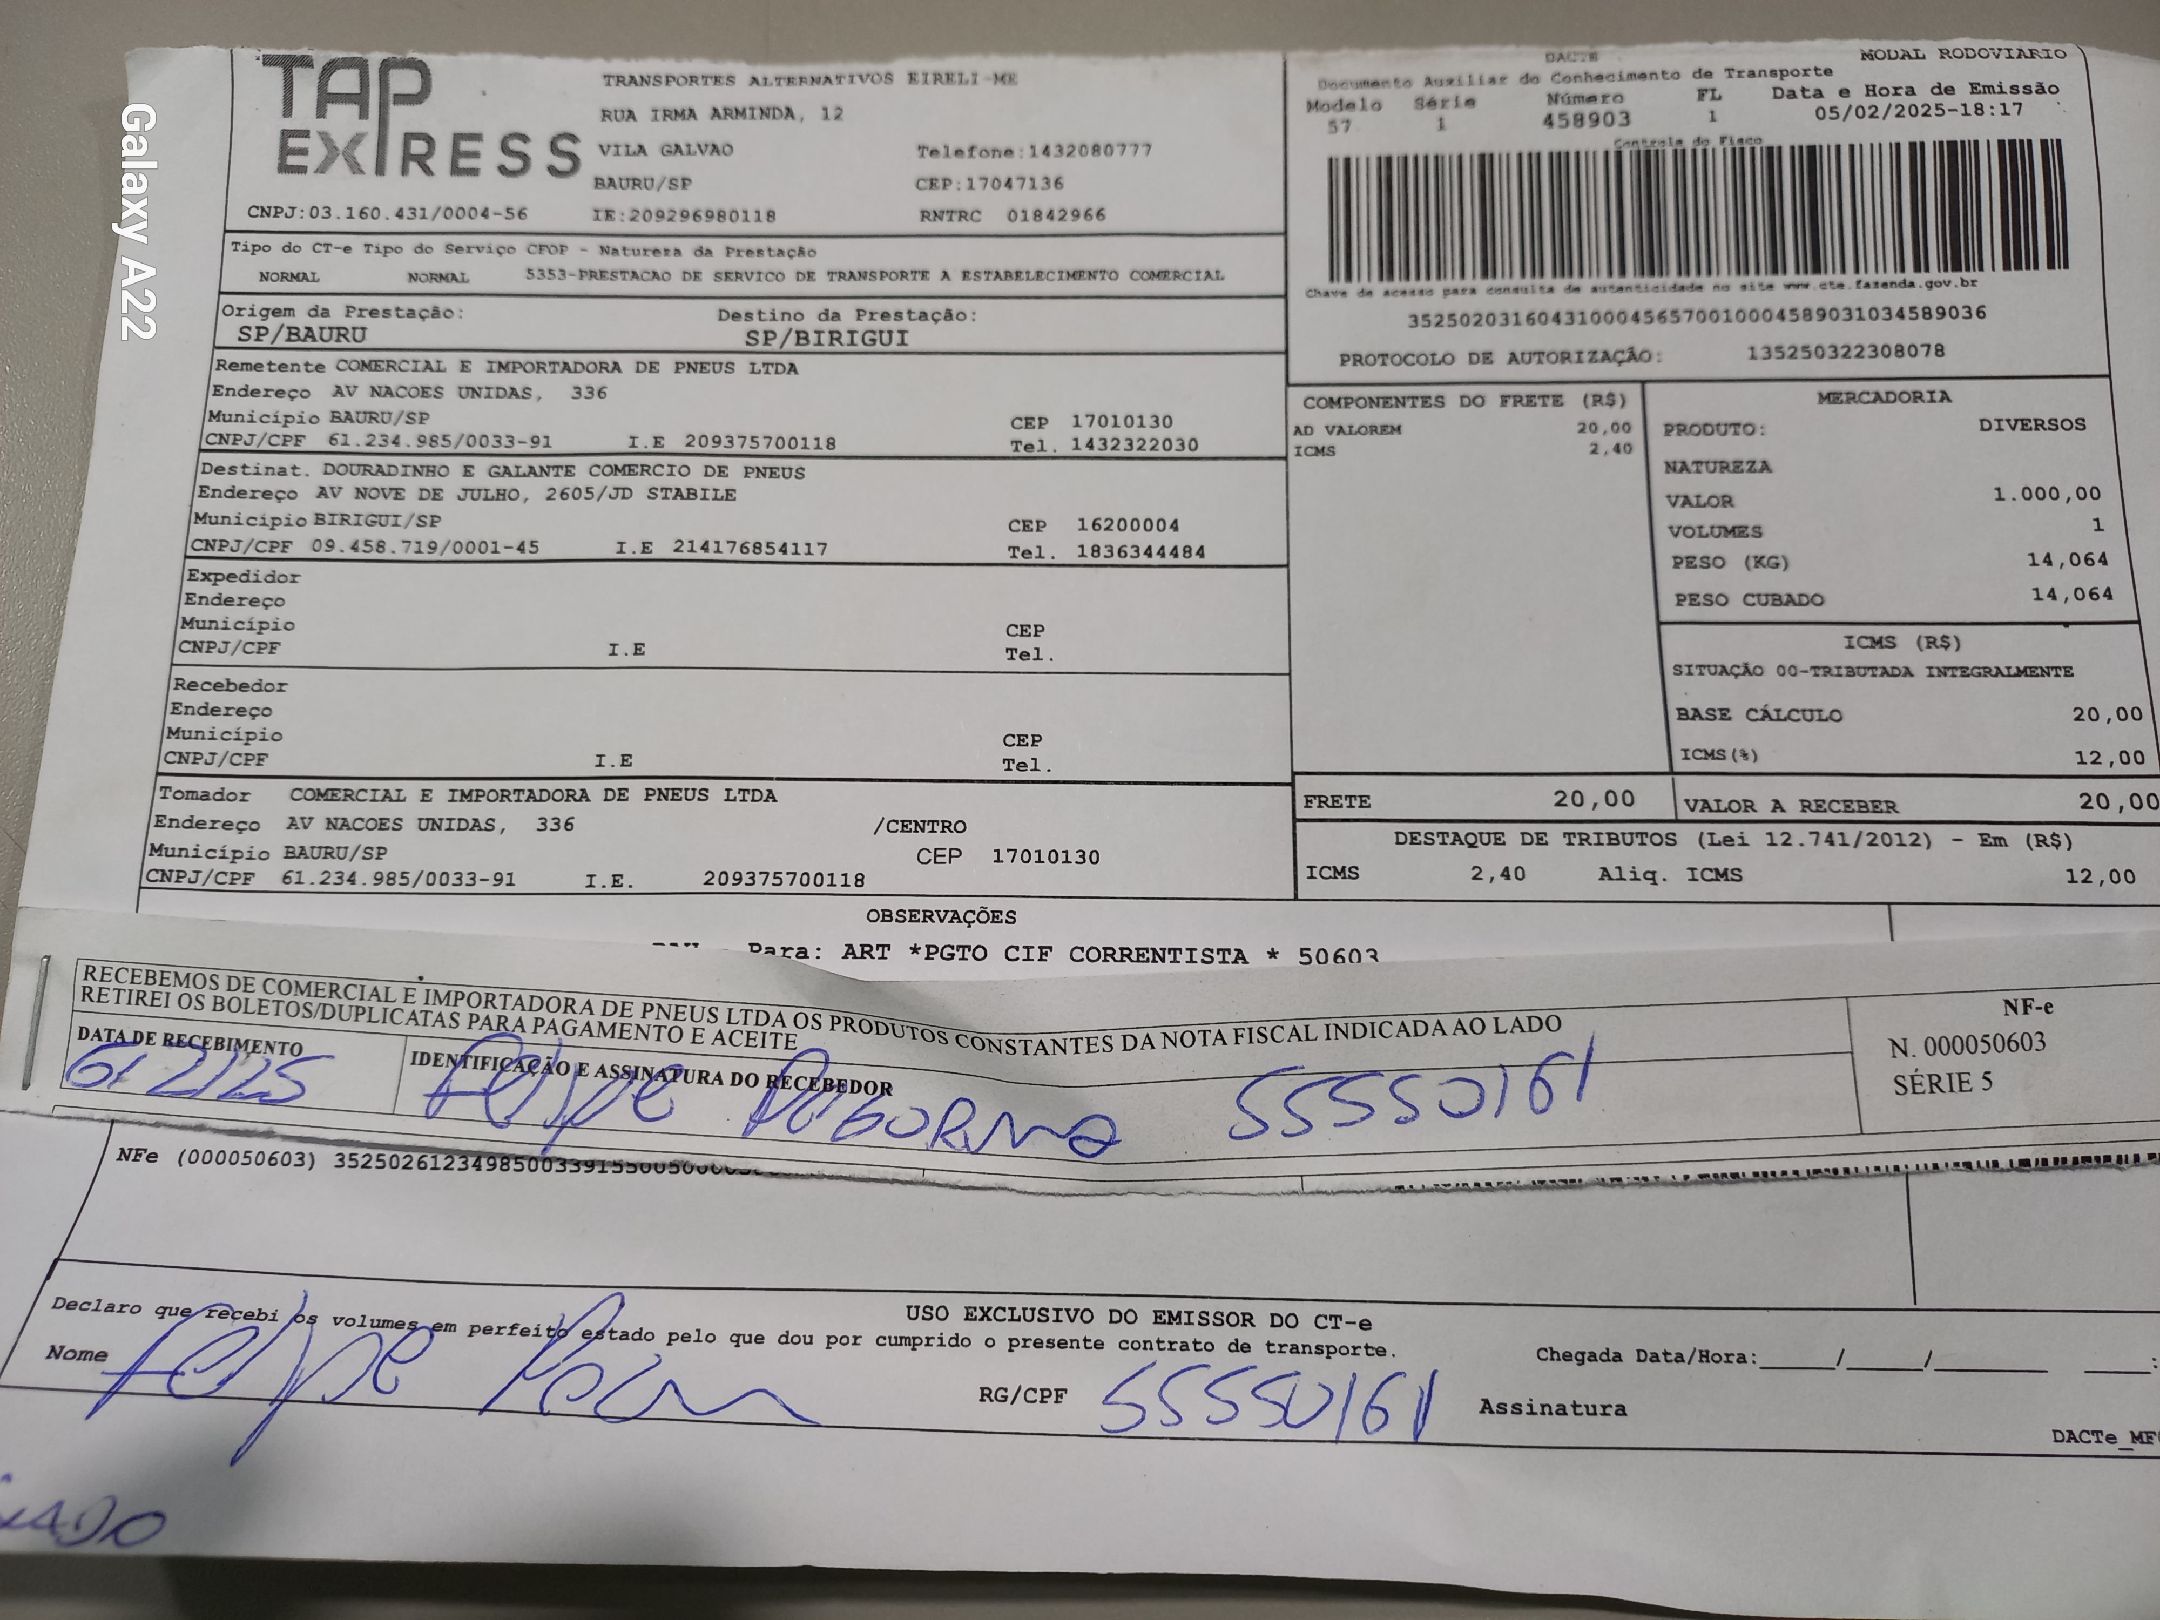 TAP EXPRESS
TRANSPORTES ALTERNATIVOS EIRELI-ME
RUA IRMA ARMINDA, 12
VILA GALVAO Telefone:1432080777
BAURU/SP CEP:17047136
CNPJ:03.160.431/0004-56 IE:209296980118 RNTRC 01842966
DACTE MODAL RODOVIARIO
Documento Auxiliar do Conhecimento de Transporte
Modelo Série Número FL Data e Hora de Emissão
57 1 458903 1 05/02/2025-18:17
Controle do Fisco
Chave de acesso para consulta de autenticidade no site www.cte.fazenda.gov.br
35250203160431000456570010004589031034589036
PROTOCOLO DE AUTORIZAÇÃO: 135250322308078
Tipo do CT-e Tipo do Serviço CFOP - Natureza da Prestação
NORMAL NORMAL 5353-PRESTACAO DE SERVICO DE TRANSPORTE A ESTABELECIMENTO COMERCIAL
Origem da Prestação: Destino da Prestação:
SP/BAURU SP/BIRIGUI
Remetente COMERCIAL E IMPORTADORA DE PNEUS LTDA
Endereço AV NACOES UNIDAS, 336
Município BAURU/SP CEP 17010130
CNPJ/CPF 61.234.985/0033-91 I.E 209375700118 Tel. 1432322030
Destinat. DOURADINHO E GALANTE COMERCIO DE PNEUS
Endereço AV NOVE DE JULHO, 2605/JD STABILE
Município BIRIGUI/SP CEP 16200004
CNPJ/CPF 09.458.719/0001-45 I.E 214176854117 Tel. 1836344484
Expedidor
Endereço
Município CEP
CNPJ/CPF I.E Tel.
Recebedor
Endereço
Município CEP
CNPJ/CPF I.E Tel.
Tomador COMERCIAL E IMPORTADORA DE PNEUS LTDA
Endereço AV NACOES UNIDAS, 336 /CENTRO
Município BAURU/SP CEP 17010130
CNPJ/CPF 61.234.985/0033-91 I.E. 209375700118
COMPONENTES DO FRETE (R$)
AD VALOREM 20,00
ICMS 2,40
MERCADORIA
PRODUTO: DIVERSOS
NATUREZA
VALOR 1.000,00
VOLUMES 1
PESO (KG) 14,064
PESO CUBADO 14,064
ICMS (R$)
SITUAÇÃO 00-TRIBUTADA INTEGRALMENTE
BASE CÁLCULO 20,00
ICMS(%) 12,00
FRETE 20,00 VALOR A RECEBER 20,00
DESTAQUE DE TRIBUTOS (Lei 12.741/2012) - Em (R$)
ICMS 2,40 Aliq. ICMS 12,00
OBSERVAÇÕES
Para: ART *PGTO CIF CORRENTISTA * 50603
RECEBEMOS DE COMERCIAL E IMPORTADORA DE PNEUS LTDA OS PRODUTOS CONSTANTES DA NOTA FISCAL INDICADA AO LADO
RETIREI OS BOLETOS/DUPLICATAS PARA PAGAMENTO E ACEITE
DATA DE RECEBIMENTO IDENTIFICAÇÃO E ASSINATURA DO RECEBEDOR
6/2/25 Felipe 55550161
NF-e
N. 000050603
SÉRIE 5
NFe (000050603) 3525026123498500339155005000
USO EXCLUSIVO DO EMISSOR DO CT-e
Declaro que recebi os volumes em perfeito estado pelo que dou por cumprido o presente contrato de transporte.
Nome Felipe RG/CPF 55550161 Chegada Data/Hora:_____/_____/_______ ____:
Assinatura
DACTe_MF
Galaxy A22